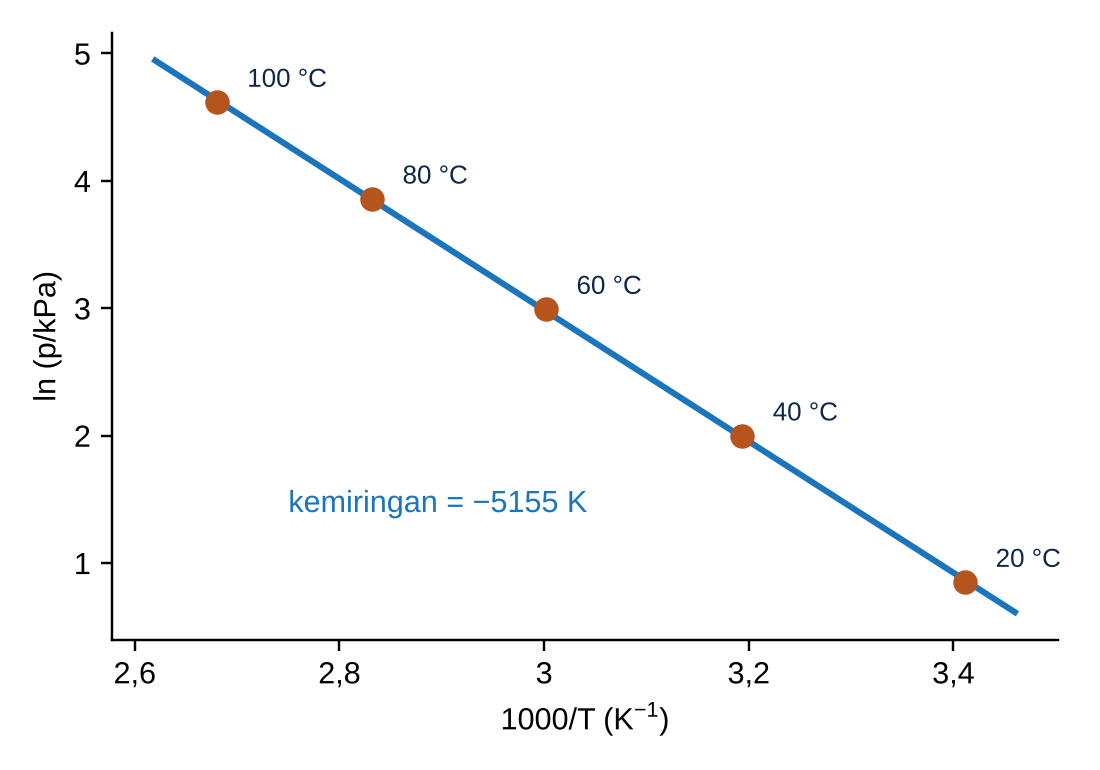 5
100 °C
4
80 °C
3
60 °C
2
40 °C
1
20 °C
ln (p/kPa)
kemiringan = −5155 K
2,6
2,8
3
3,2
3,4
1000/T (K⁻¹)